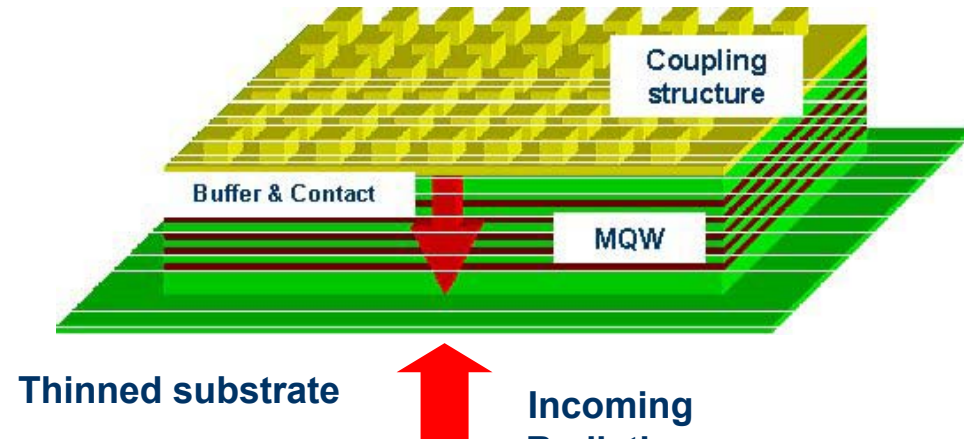 Coupling
structure
Buffer & Contact
MQW
Thinned substrate
Incoming